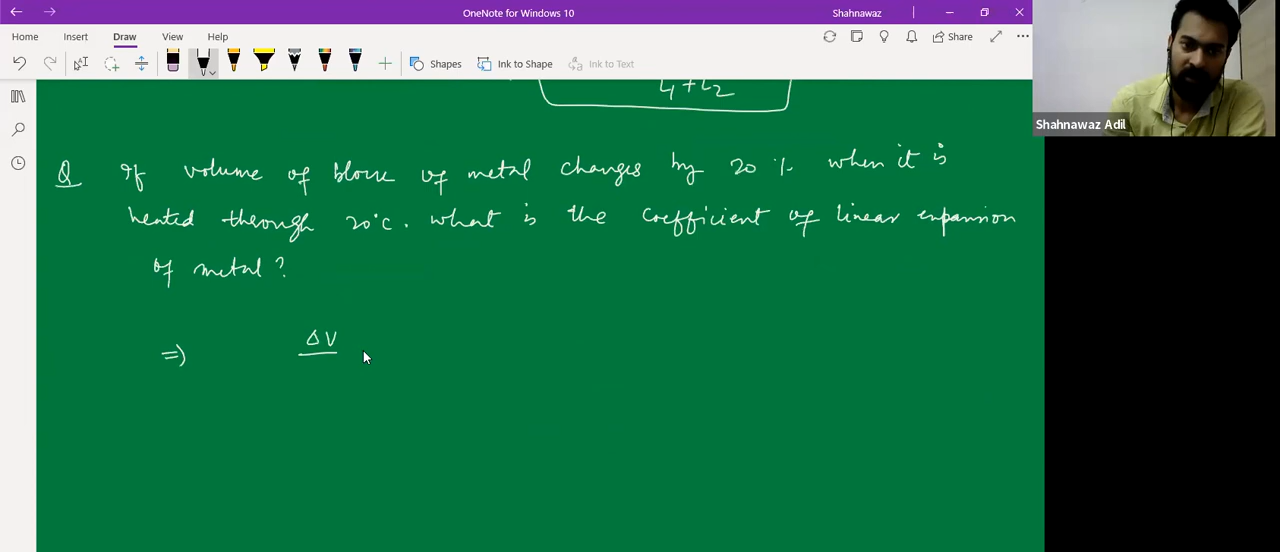 OneNote for Windows 10
Shahnawaz
Home Insert Draw View Help
Share
Shapes Ink to Shape Ink to Text
L1 + L2
Shahnawaz Adil
Q If volume of block of metal changes by 20 % when it is
heated through 20°C. what is the coefficient of linear expansion
of metal?
=> ΔV